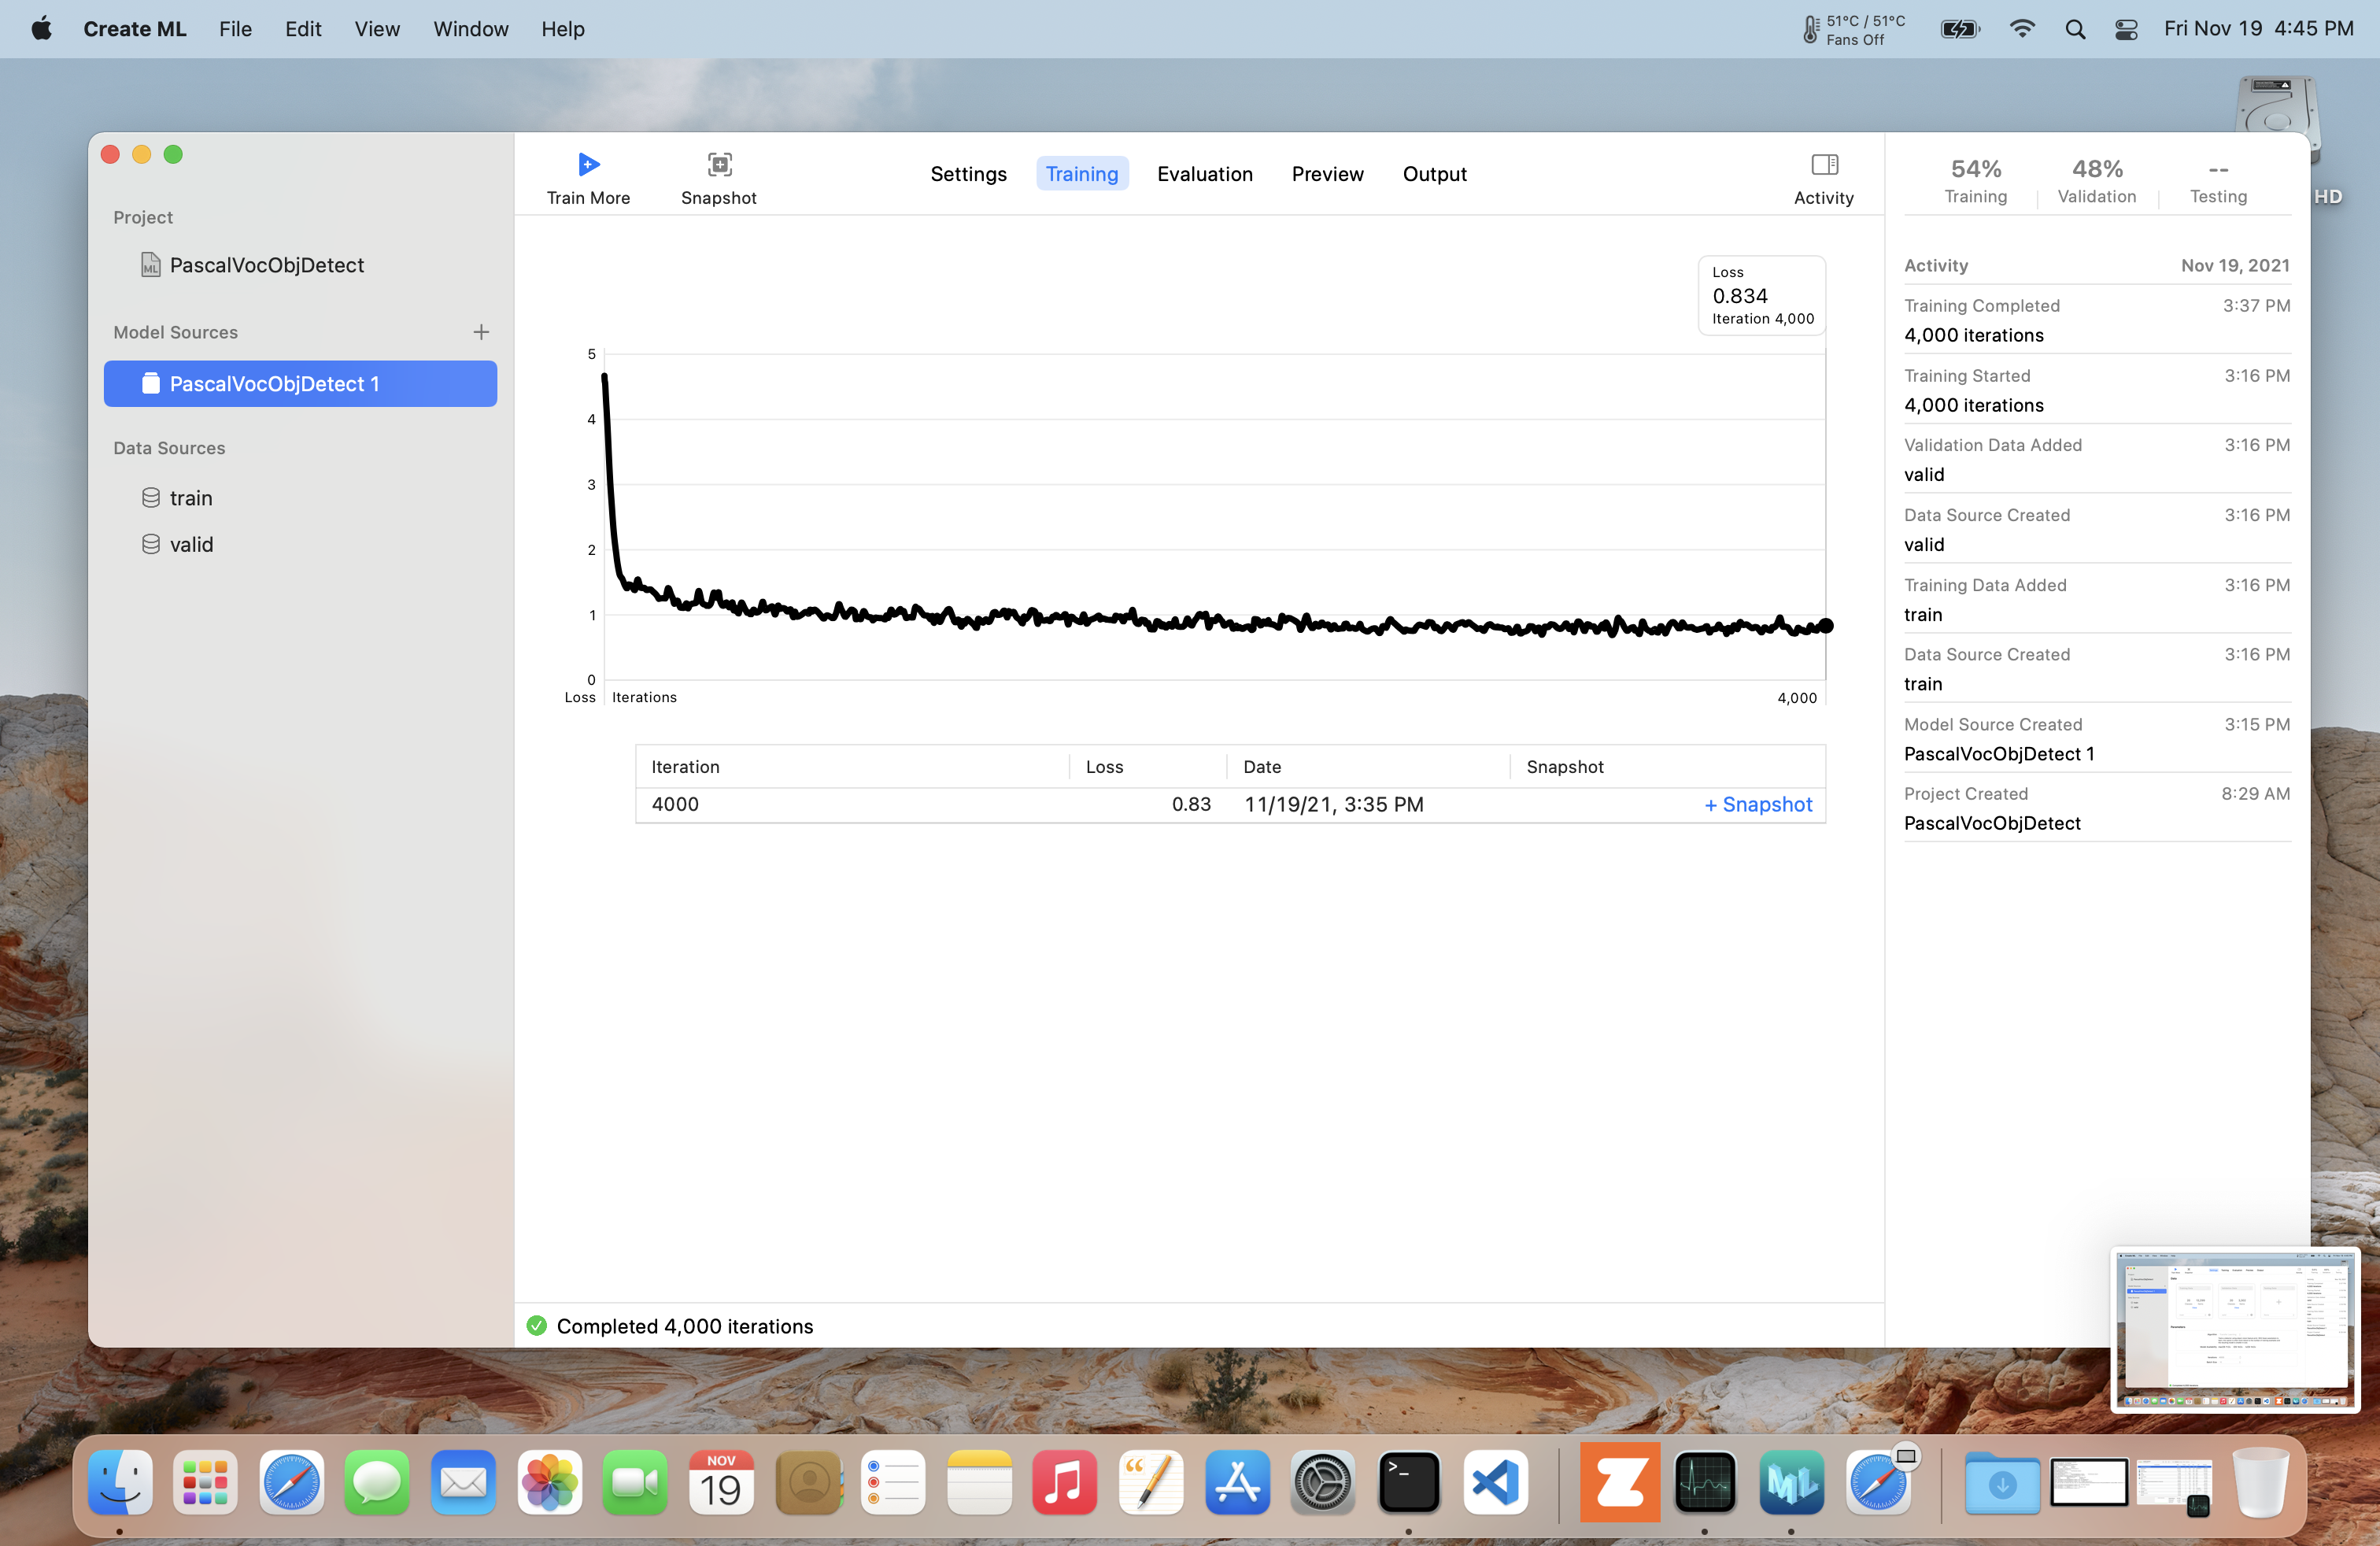 Create ML File Edit View Window Help
51°C / 51°C
Fans Off
Fri Nov 19 4:45 PM
HD
Project
PascalVocObjDetect
Model Sources
PascalVocObjDetect 1
Data Sources
train
valid
Train More
Snapshot
Settings Training Evaluation Preview Output
Activity
54% 48% --
Training Validation Testing
Loss
0.834
Iteration 4,000
5
4
3
2
1
0
Loss Iterations 4,000
Iteration Loss Date Snapshot
4000 0.83 11/19/21, 3:35 PM + Snapshot
Completed 4,000 iterations
Activity Nov 19, 2021
Training Completed 3:37 PM
4,000 iterations
Training Started 3:16 PM
4,000 iterations
Validation Data Added 3:16 PM
valid
Data Source Created 3:16 PM
valid
Training Data Added 3:16 PM
train
Data Source Created 3:16 PM
train
Model Source Created 3:15 PM
PascalVocObjDetect 1
Project Created 8:29 AM
PascalVocObjDetect
NOV
19
>_
ML